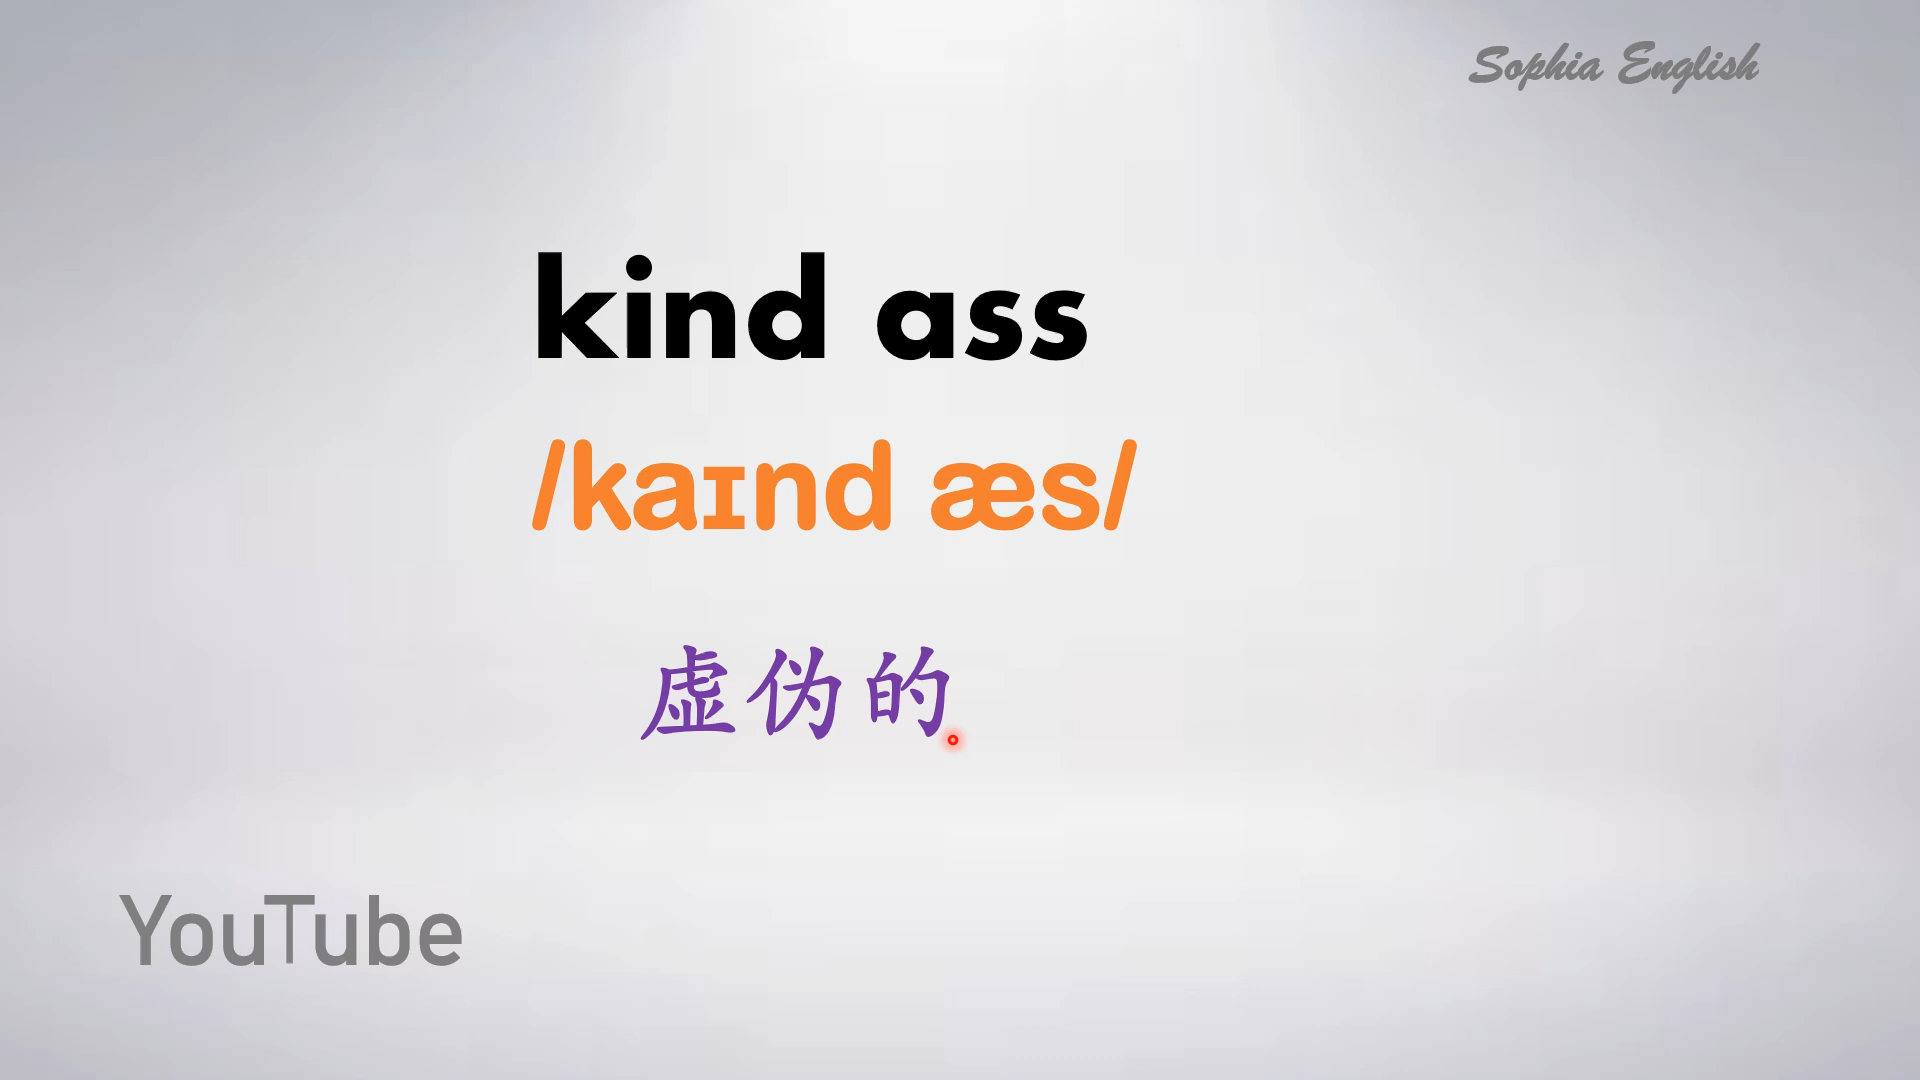 Sophia English
kind ass
/kaɪnd æs/
虚伪的
YouTube